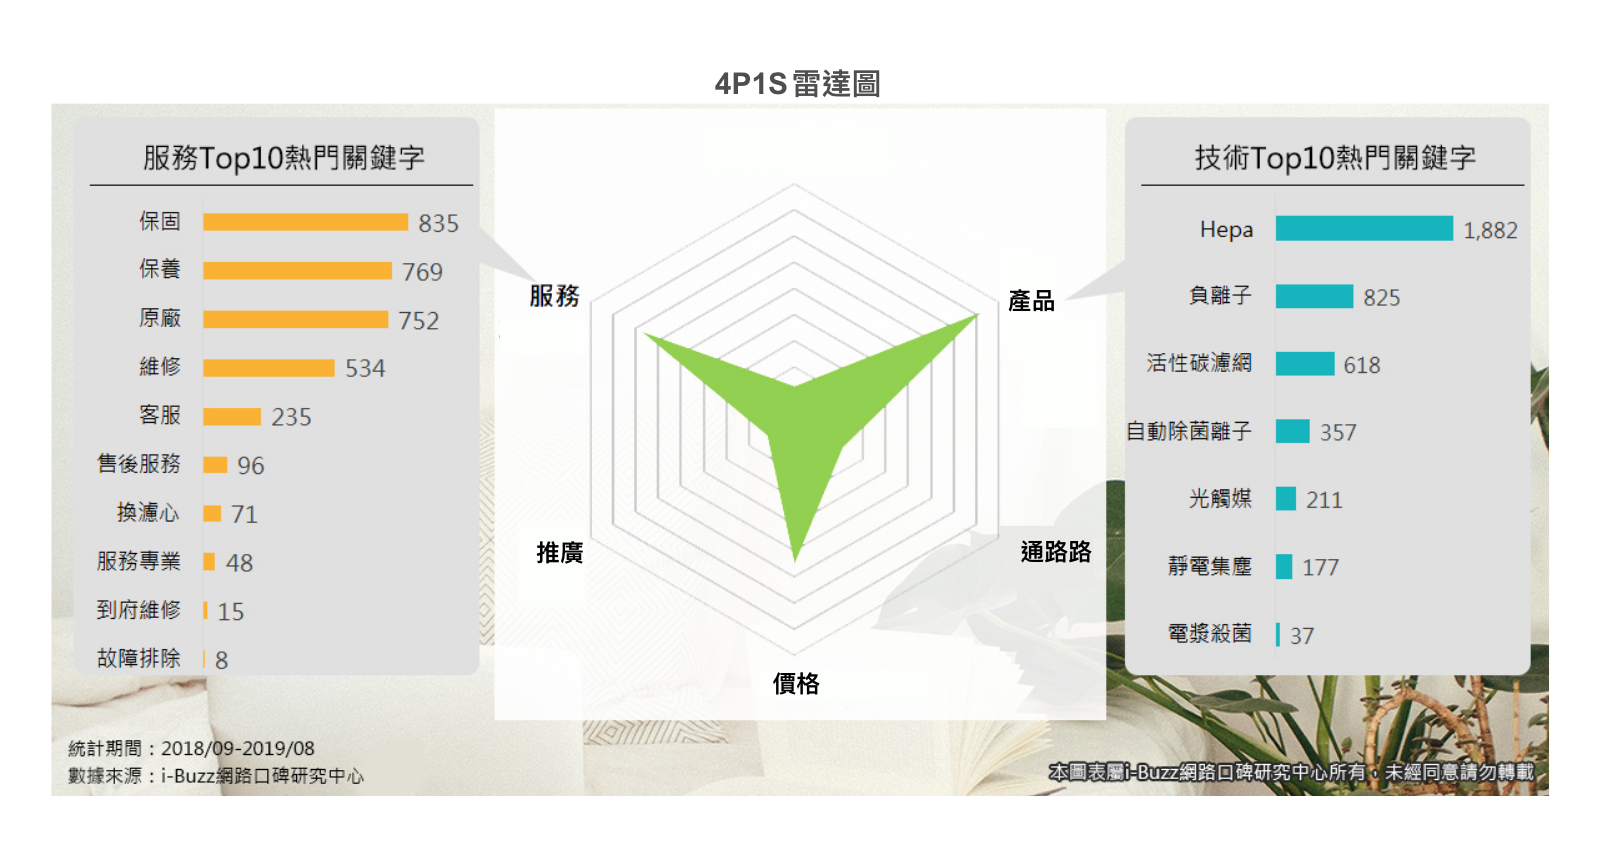 4P1S雷達圖
服務Top10熱門關鍵字
保固 835
保養 769
原廠 752
維修 534
客服 235
售後服務 96
換濾心 71
服務專業 48
到府維修 15
故障排除 8
服務
產品
推廣
通路路
價格
技術Top10熱門關鍵字
Hepa 1,882
負離子 825
活性碳濾網 618
自動除菌離子 357
光觸媒 211
靜電集塵 177
電漿殺菌 37
統計期間：2018/09-2019/08
數據來源：i-Buzz網路口碑研究中心
本圖表屬i-Buzz網路口碑研究中心所有，未經同意請勿轉載